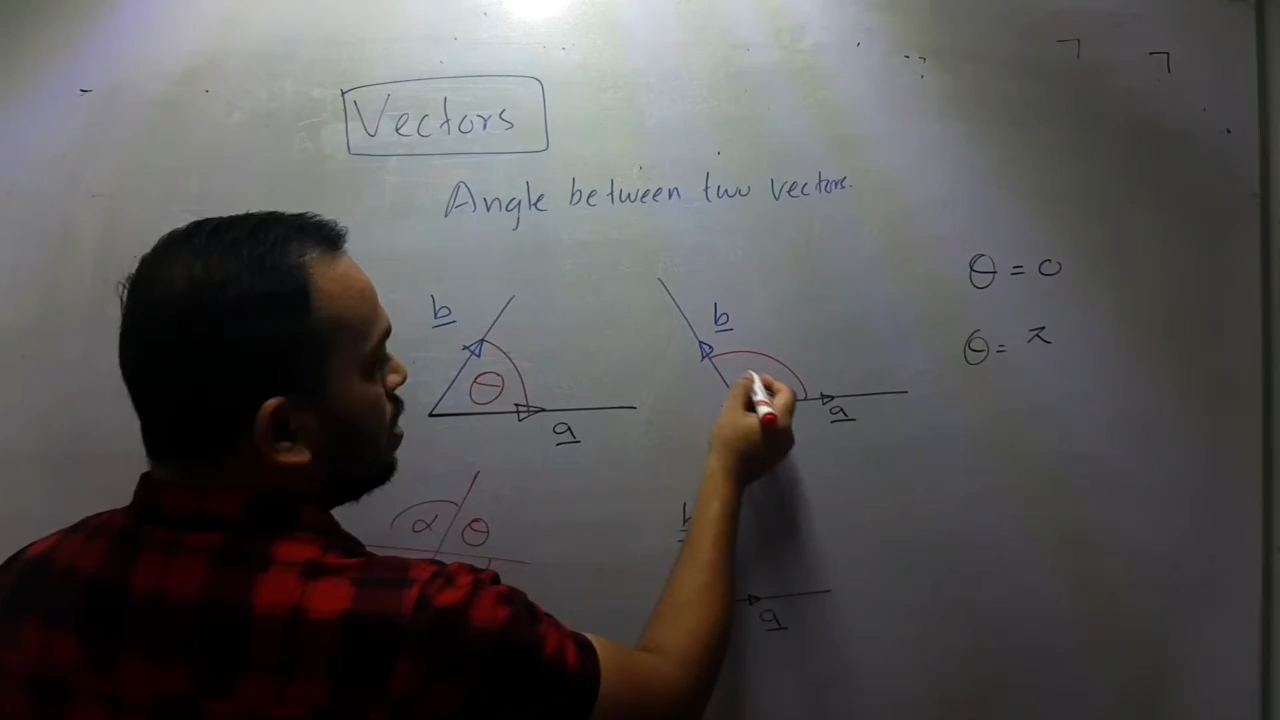 Vectors
Angle between two vectors.
b
b
θ = 0
θ = π
θ
a
a
α θ
b
a